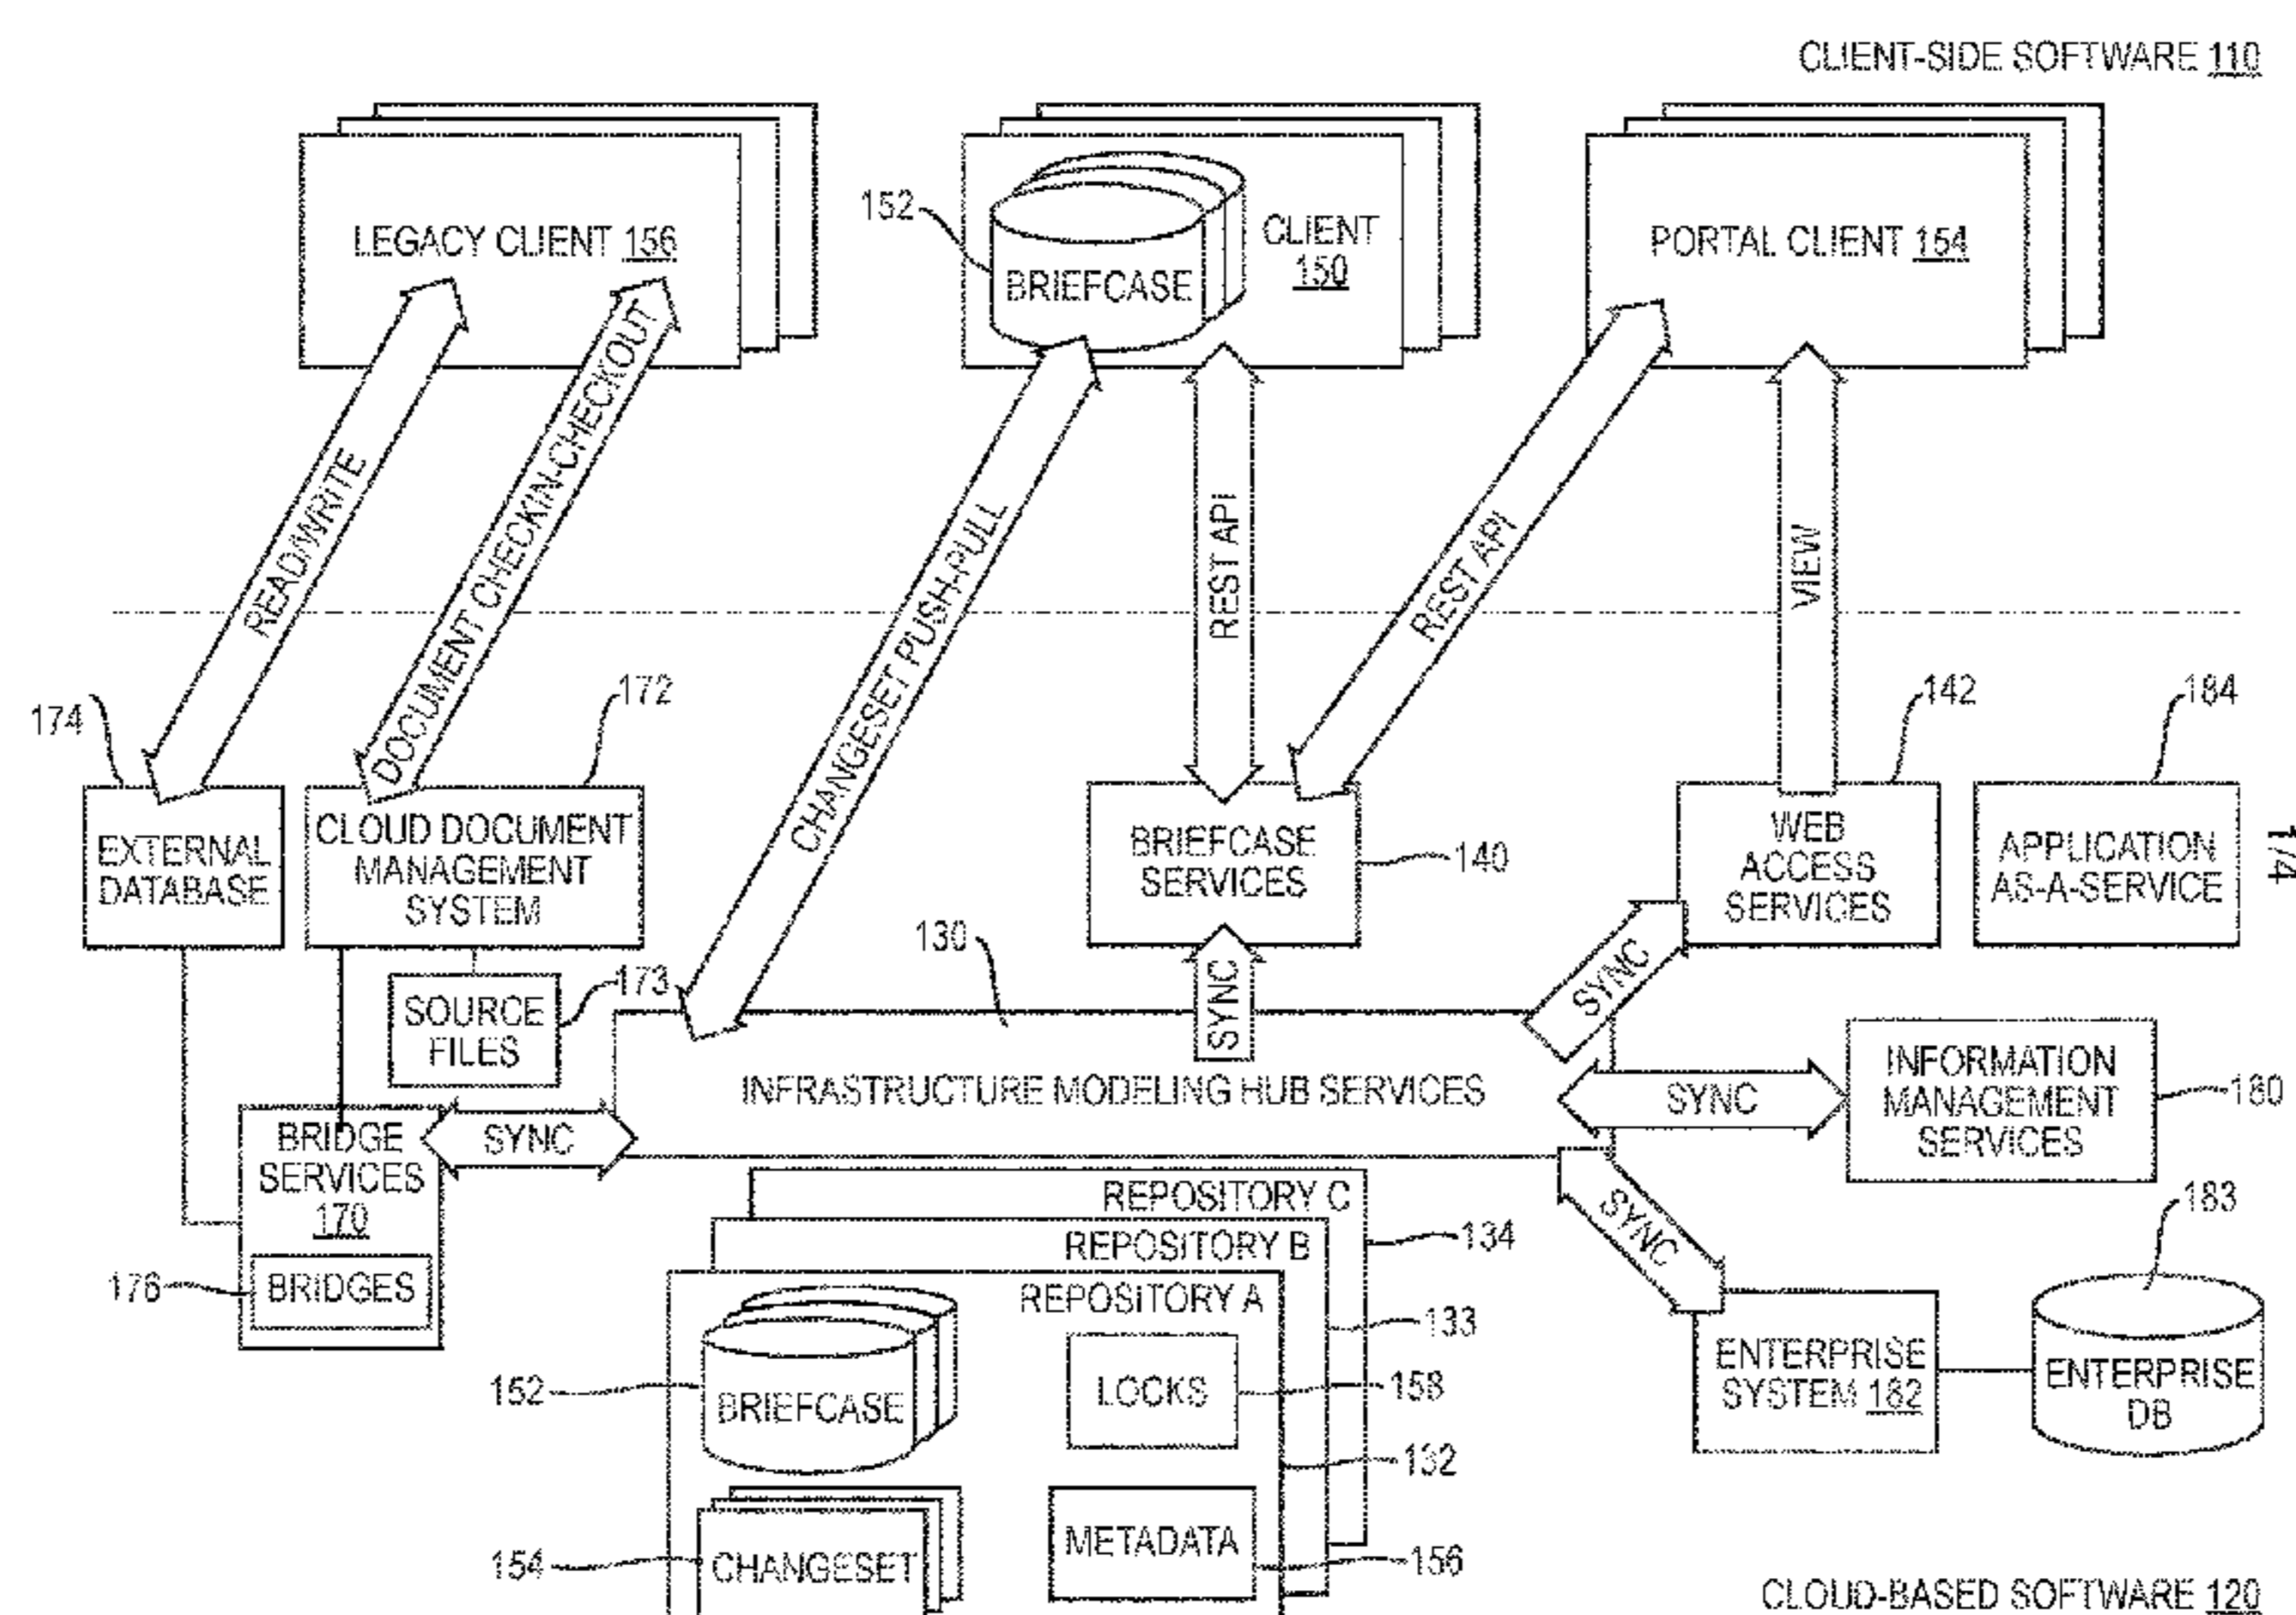 CLIENT-SIDE SOFTWARE 110
LEGACY CLIENT 156
152
BRIEFCASE
CLIENT
150
PORTAL CLIENT 154
READ/WRITE
DOCUMENT CHECKIN-CHECKOUT
CHANGESET PUSH-PULL
REST API
REST API
VIEW
174
172
142
184
EXTERNAL
DATABASE
CLOUD DOCUMENT
MANAGEMENT
SYSTEM
BRIEFCASE
SERVICES
140
WEB
ACCESS
SERVICES
APPLICATION
AS-A-SERVICE
174
130
SYNC
SYNC
SOURCE
FILES
173
INFRASTRUCTURE MODELING HUB SERVICES
SYNC
INFORMATION
MANAGEMENT
SERVICES
180
BRIDGE
SERVICES
170
SYNC
176
BRIDGES
SYNC
REPOSITORY C
134
REPOSITORY B
133
REPOSITORY A
132
152
BRIEFCASE
LOCKS
158
154
CHANGESET
METADATA
156
ENTERPRISE
SYSTEM 182
183
ENTERPRISE
DB
CLOUD-BASED SOFTWARE 120